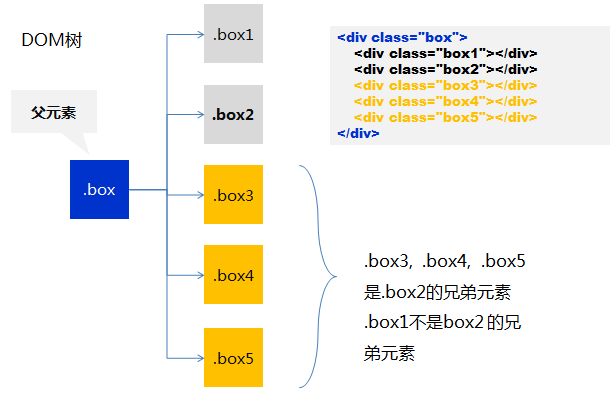 DOM树
父元素
.box
.box1
.box2
.box3
.box4
.box5
<div class="box">
<div class="box1"></div>
<div class="box2"></div>
<div class="box3"></div>
<div class="box4"></div>
<div class="box5"></div>
</div>
.box3, .box4, .box5
是.box2的兄弟元素
.box1不是box2的兄
弟元素